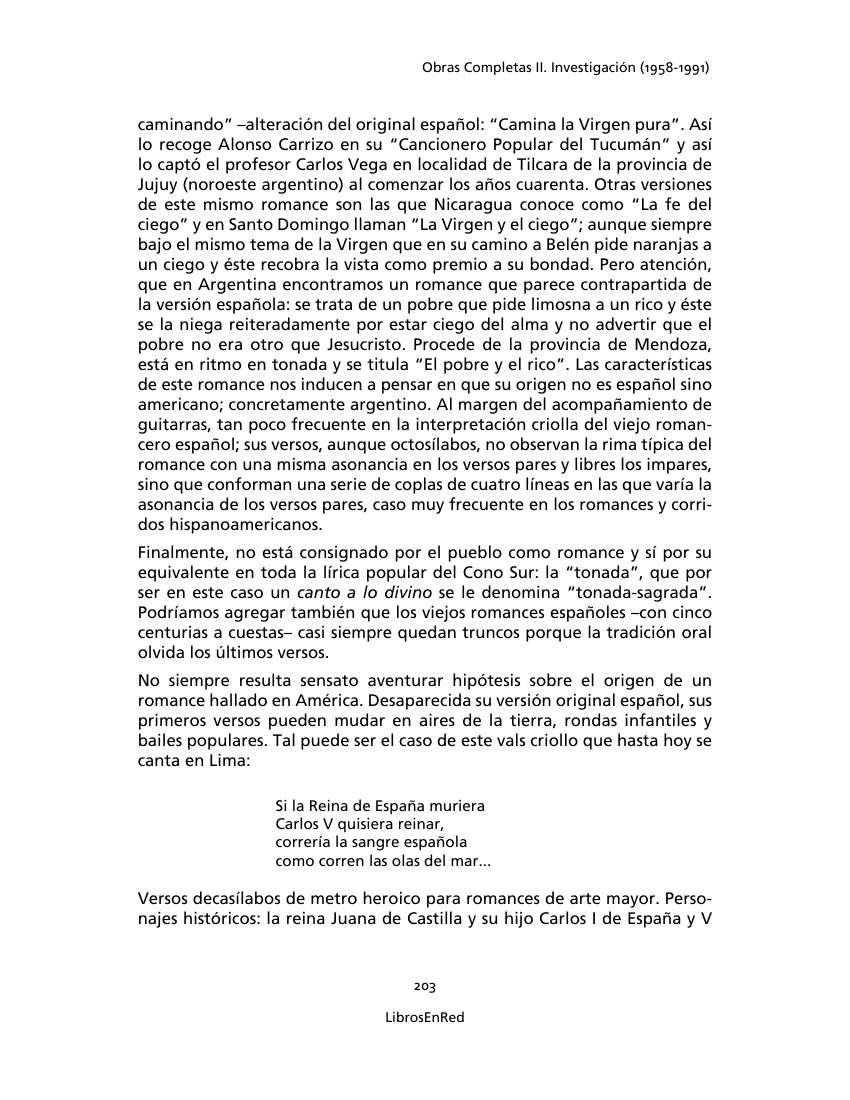 Obras Completas II. Investigación (1958-1991)
caminando” –alteración del original español: “Camina la Virgen pura”. Así
lo recoge Alonso Carrizo en su “Cancionero Popular del Tucumán” y así
lo captó el profesor Carlos Vega en localidad de Tilcara de la provincia de
Jujuy (noroeste argentino) al comenzar los años cuarenta. Otras versiones
de este mismo romance son las que Nicaragua conoce como “La fe del
ciego” y en Santo Domingo llaman “La Virgen y el ciego”; aunque siempre
bajo el mismo tema de la Virgen que en su camino a Belén pide naranjas a
un ciego y éste recobra la vista como premio a su bondad. Pero atención,
que en Argentina encontramos un romance que parece contrapartida de
la versión española: se trata de un pobre que pide limosna a un rico y éste
se la niega reiteradamente por estar ciego del alma y no advertir que el
pobre no era otro que Jesucristo. Procede de la provincia de Mendoza,
está en ritmo en tonada y se titula “El pobre y el rico”. Las características
de este romance nos inducen a pensar en que su origen no es español sino
americano; concretamente argentino. Al margen del acompañamiento de
guitarras, tan poco frecuente en la interpretación criolla del viejo roman-
cero español; sus versos, aunque octosílabos, no observan la rima típica del
romance con una misma asonancia en los versos pares y libres los impares,
sino que conforman una serie de coplas de cuatro líneas en las que varía la
asonancia de los versos pares, caso muy frecuente en los romances y corri-
dos hispanoamericanos.
Finalmente, no está consignado por el pueblo como romance y sí por su
equivalente en toda la lírica popular del Cono Sur: la “tonada”, que por
ser en este caso un canto a lo divino se le denomina “tonada-sagrada”.
Podríamos agregar también que los viejos romances españoles –con cinco
centurias a cuestas– casi siempre quedan truncos porque la tradición oral
olvida los últimos versos.
No siempre resulta sensato aventurar hipótesis sobre el origen de un
romance hallado en América. Desaparecida su versión original español, sus
primeros versos pueden mudar en aires de la tierra, rondas infantiles y
bailes populares. Tal puede ser el caso de este vals criollo que hasta hoy se
canta en Lima:
Si la Reina de España muriera
Carlos V quisiera reinar,
correría la sangre española
como corren las olas del mar...
Versos decasílabos de metro heroico para romances de arte mayor. Perso-
najes históricos: la reina Juana de Castilla y su hijo Carlos I de España y V
203
LibrosEnRed